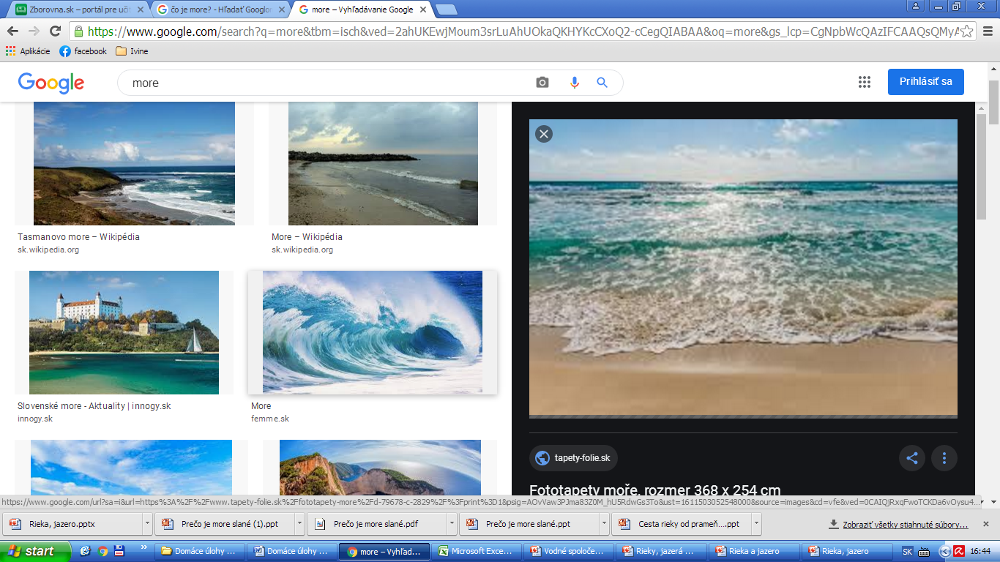 Zborovna.sk – portál pre učit
čo je more? - Hľadať Googlom
more – Vyhľadávanie Google
https://www.google.com/search?q=more&tbm=isch&ved=2ahUKEwjMoum3srLuAhUOkaQKHYKcCXoQ2-cCegQIABAA&oq=more&gs_lcp=CgNpbWcQAzIFCAAQsQMyA
Aplikácie
facebook
Ivine
Google
more
Prihlásiť sa
Tasmanovo more – Wikipédia
sk.wikipedia.org
More – Wikipédia
sk.wikipedia.org
Slovenské more - Aktuality | innogy.sk
innogy.sk
More
femme.sk
tapety-folie.sk
Fototapety moře, rozmer 368 x 254 cm
https://www.google.com/url?sa=i&url=https%3A%2F%2Fwww.tapety-folie.sk%2Ffototapety-more%2Fd-79678-c-2829%2F%3Fprint%3D1&psig=AOvVaw3PJma83Z0M_hU5RdwGs3To&ust=1611503052548000&source=images&cd=vfe&ved=0CAIQjRxqFwoTCKDa6vOysu4...
Rieka, jazero.pptx
Prečo je more slané (1).ppt
Prečo je more slané.pdf
Prečo je more slané.ppt
Cesta rieky od prameň....ppt
Zobraziť všetky stiahnuté súbory...
start
Domáce úlohy ...
Domáce úlohy ...
more – Vyhľad...
Microsoft Exce...
Vodné spoloče...
Rieky, jazerá ...
Rieka a jazero
Rieka, jazero
SK
16:44